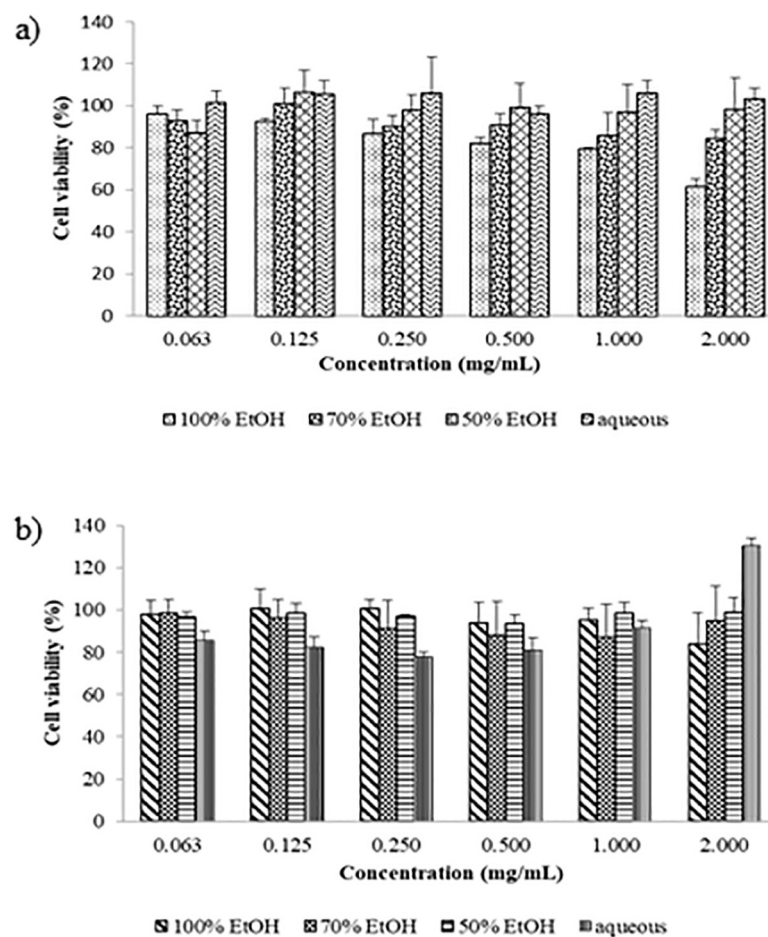 a)
140
120
100
80
60
40
20
0
Cell viability (%)
0.063 0.125 0.250 0.500 1.000 2.000
Concentration (mg/mL)
100% EtOH 70% EtOH 50% EtOH aqueous
b)
140
120
100
80
60
40
20
0
Cell viability (%)
0.063 0.125 0.250 0.500 1.000 2.000
Concentration (mg/mL)
100% EtOH 70% EtOH 50% EtOH aqueous